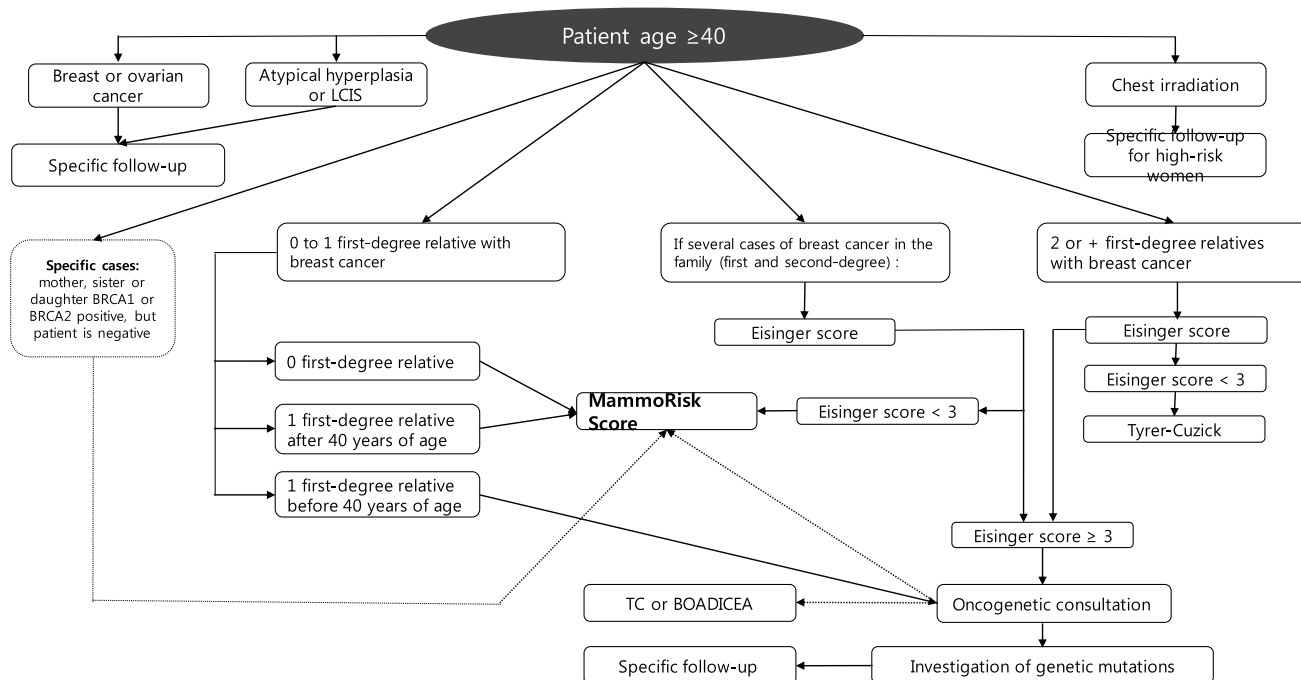 Patient age ≥40
Breast or ovarian
cancer
Atypical hyperplasia
or LCIS
Chest irradiation
Specific follow-up
Specific follow-up
for high-risk
women
Specific cases:
mother, sister or
daughter BRCA1 or
BRCA2 positive, but
patient is negative
0 to 1 first-degree relative with
breast cancer
If several cases of breast cancer in the
family (first and second-degree) :
2 or + first-degree relatives
with breast cancer
Eisinger score
Eisinger score
0 first-degree relative
Eisinger score < 3
MammoRisk
Score
Eisinger score < 3
1 first-degree relative
after 40 years of age
Tyrer-Cuzick
1 first-degree relative
before 40 years of age
Eisinger score ≥ 3
TC or BOADICEA
Oncogenetic consultation
Specific follow-up
Investigation of genetic mutations